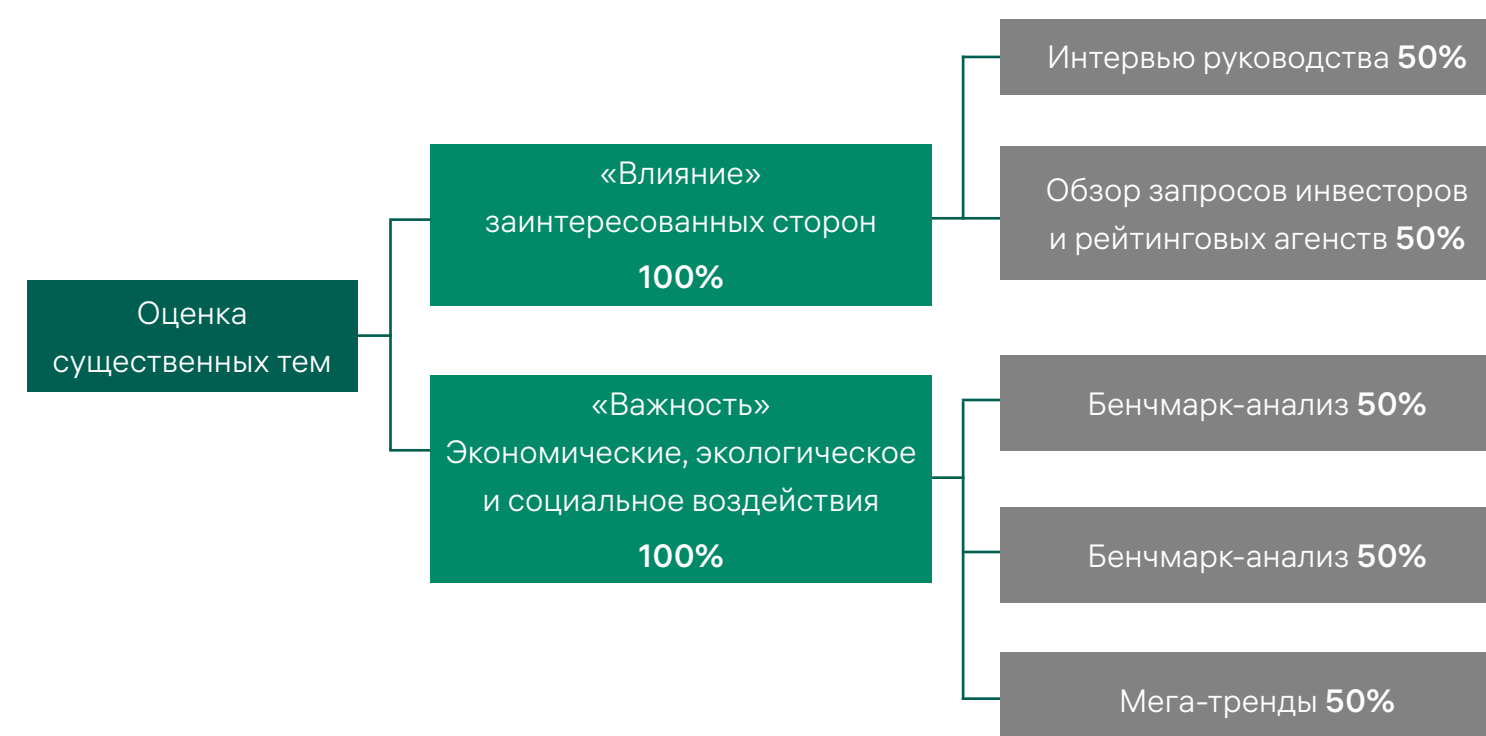 Оценка
существенных тем
«Влияние»
заинтересованных сторон
100%
«Важность»
Экономические, экологическое
и социальное воздействия
100%
Интервью руководства 50%
Обзор запросов инвесторов
и рейтинговых агенств 50%
Бенчмарк-анализ 50%
Бенчмарк-анализ 50%
Мега-тренды 50%